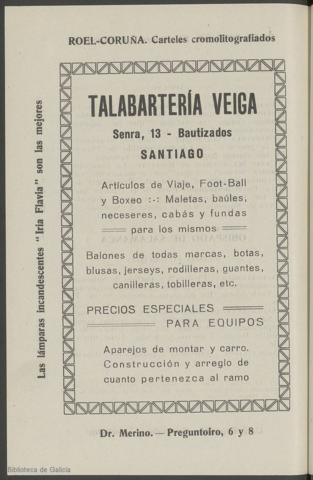 ROEL-CORUÑA. Carteles cromolitografiados
Las lámparas incandescentes "Iria Flavia" son las mejores
TALABARTERÍA VEIGA
Senra, 13 - Bautizados
SANTIAGO
Artículos de Viaje, Foot-Ball
y Boxeo :-: Maletas, baúles,
neceseres, cabás y fundas
para los mismos
Balones de todas marcas, botas,
blusas, jerseys, rodilleras, guantes,
canilleras, tobilleras, etc.
PRECIOS ESPECIALES
PARA EQUIPOS
Aparejos de montar y carro.
Construcción y arreglo de
cuanto pertenezca al ramo
Dr. Merino.—Preguntoiro, 6 y 8
Biblioteca de Galicia